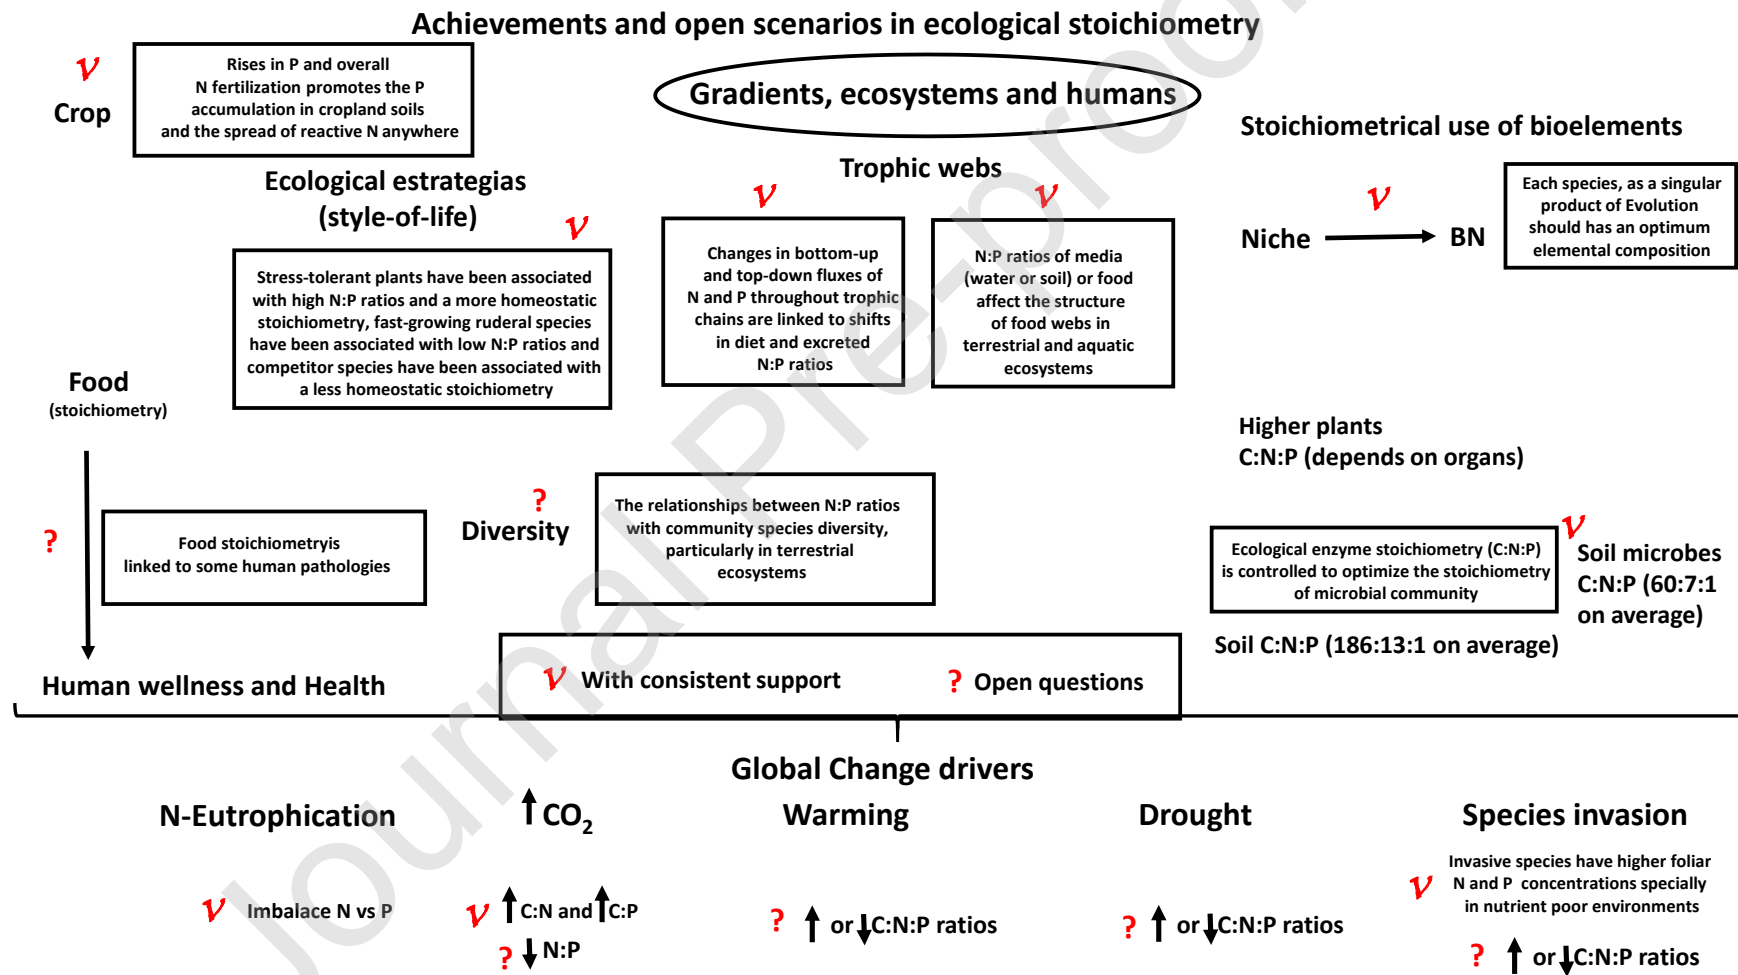 Achievements and open scenarios in ecological stoichiometry
Gradients, ecosystems and humans
v
Crop
Rises in P and overall
N fertilization promotes the P
accumulation in cropland soils
and the spread of reactive N anywhere
Ecological estrategias
(style-of-life)
v
Stress-tolerant plants have been associated
with high N:P ratios and a more homeostatic
stoichiometry, fast-growing ruderal species
have been associated with low N:P ratios and
competitor species have been associated with
a less homeostatic stoichiometry
Trophic webs
v
Changes in bottom-up
and top-down fluxes of
N and P throughout trophic
chains are linked to shifts
in diet and excreted
N:P ratios
v
N:P ratios of media
(water or soil) or food
affect the structure
of food webs in
terrestrial and aquatic
ecosystems
Stoichiometrical use of bioelements
v
Niche
BN
Each species, as a singular
product of Evolution
should has an optimum
elemental composition
Food
(stoichiometry)
?
Food stoichiometryis
linked to some human pathologies
Human wellness and Health
?
Diversity
The relationships between N:P ratios
with community species diversity,
particularly in terrestrial
ecosystems
Higher plants
C:N:P (depends on organs)
Ecological enzyme stoichiometry (C:N:P)
is controlled to optimize the stoichiometry
of microbial community
v
Soil microbes
C:N:P (60:7:1
on average)
Soil C:N:P (186:13:1 on average)
v With consistent support
? Open questions
Global Change drivers
N-Eutrophication
v Imbalace N vs P
↑CO₂
v ↑C:N and ↑C:P
? ↓N:P
Warming
? ↑ or ↓C:N:P ratios
Drought
? ↑ or ↓C:N:P ratios
Species invasion
v
Invasive species have higher foliar
N and P concentrations specially
in nutrient poor environments
? ↑ or ↓C:N:P ratios
Journal Pre-proof